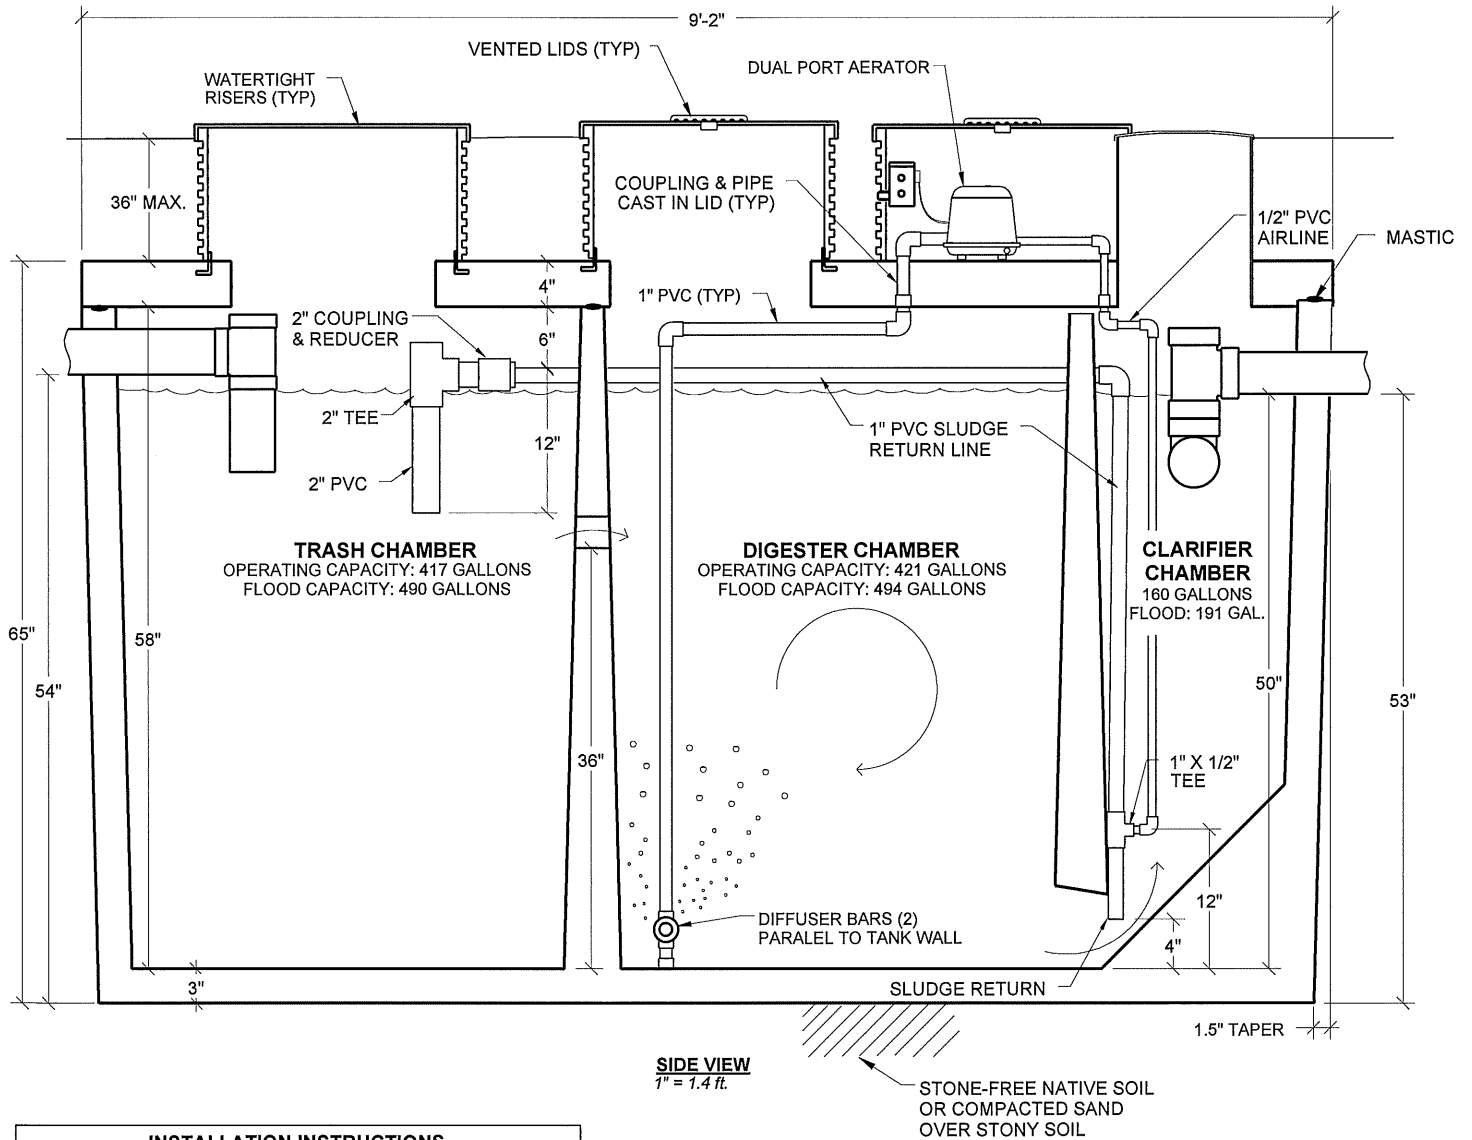 9'-2"
VENTED LIDS (TYP)
DUAL PORT AERATOR
WATERTIGHT
RISERS (TYP)
36" MAX.
COUPLING & PIPE
CAST IN LID (TYP)
1/2" PVC
AIRLINE
MASTIC
4"
1" PVC (TYP)
2" COUPLING
& REDUCER
6"
2" TEE
12"
1" PVC SLUDGE
RETURN LINE
2" PVC
TRASH CHAMBER
OPERATING CAPACITY: 417 GALLONS
FLOOD CAPACITY: 490 GALLONS
DIGESTER CHAMBER
OPERATING CAPACITY: 421 GALLONS
FLOOD CAPACITY: 494 GALLONS
CLARIFIER
CHAMBER
160 GALLONS
FLOOD: 191 GAL.
65"
58"
54"
50"
53"
36"
1" X 1/2"
TEE
DIFFUSER BARS (2)
PARALEL TO TANK WALL
12"
4"
3"
SLUDGE RETURN
1.5" TAPER
SIDE VIEW
1" = 1.4 ft.
STONE-FREE NATIVE SOIL
OR COMPACTED SAND
OVER STONY SOIL
INSTALLATION INSTRUCTIONS